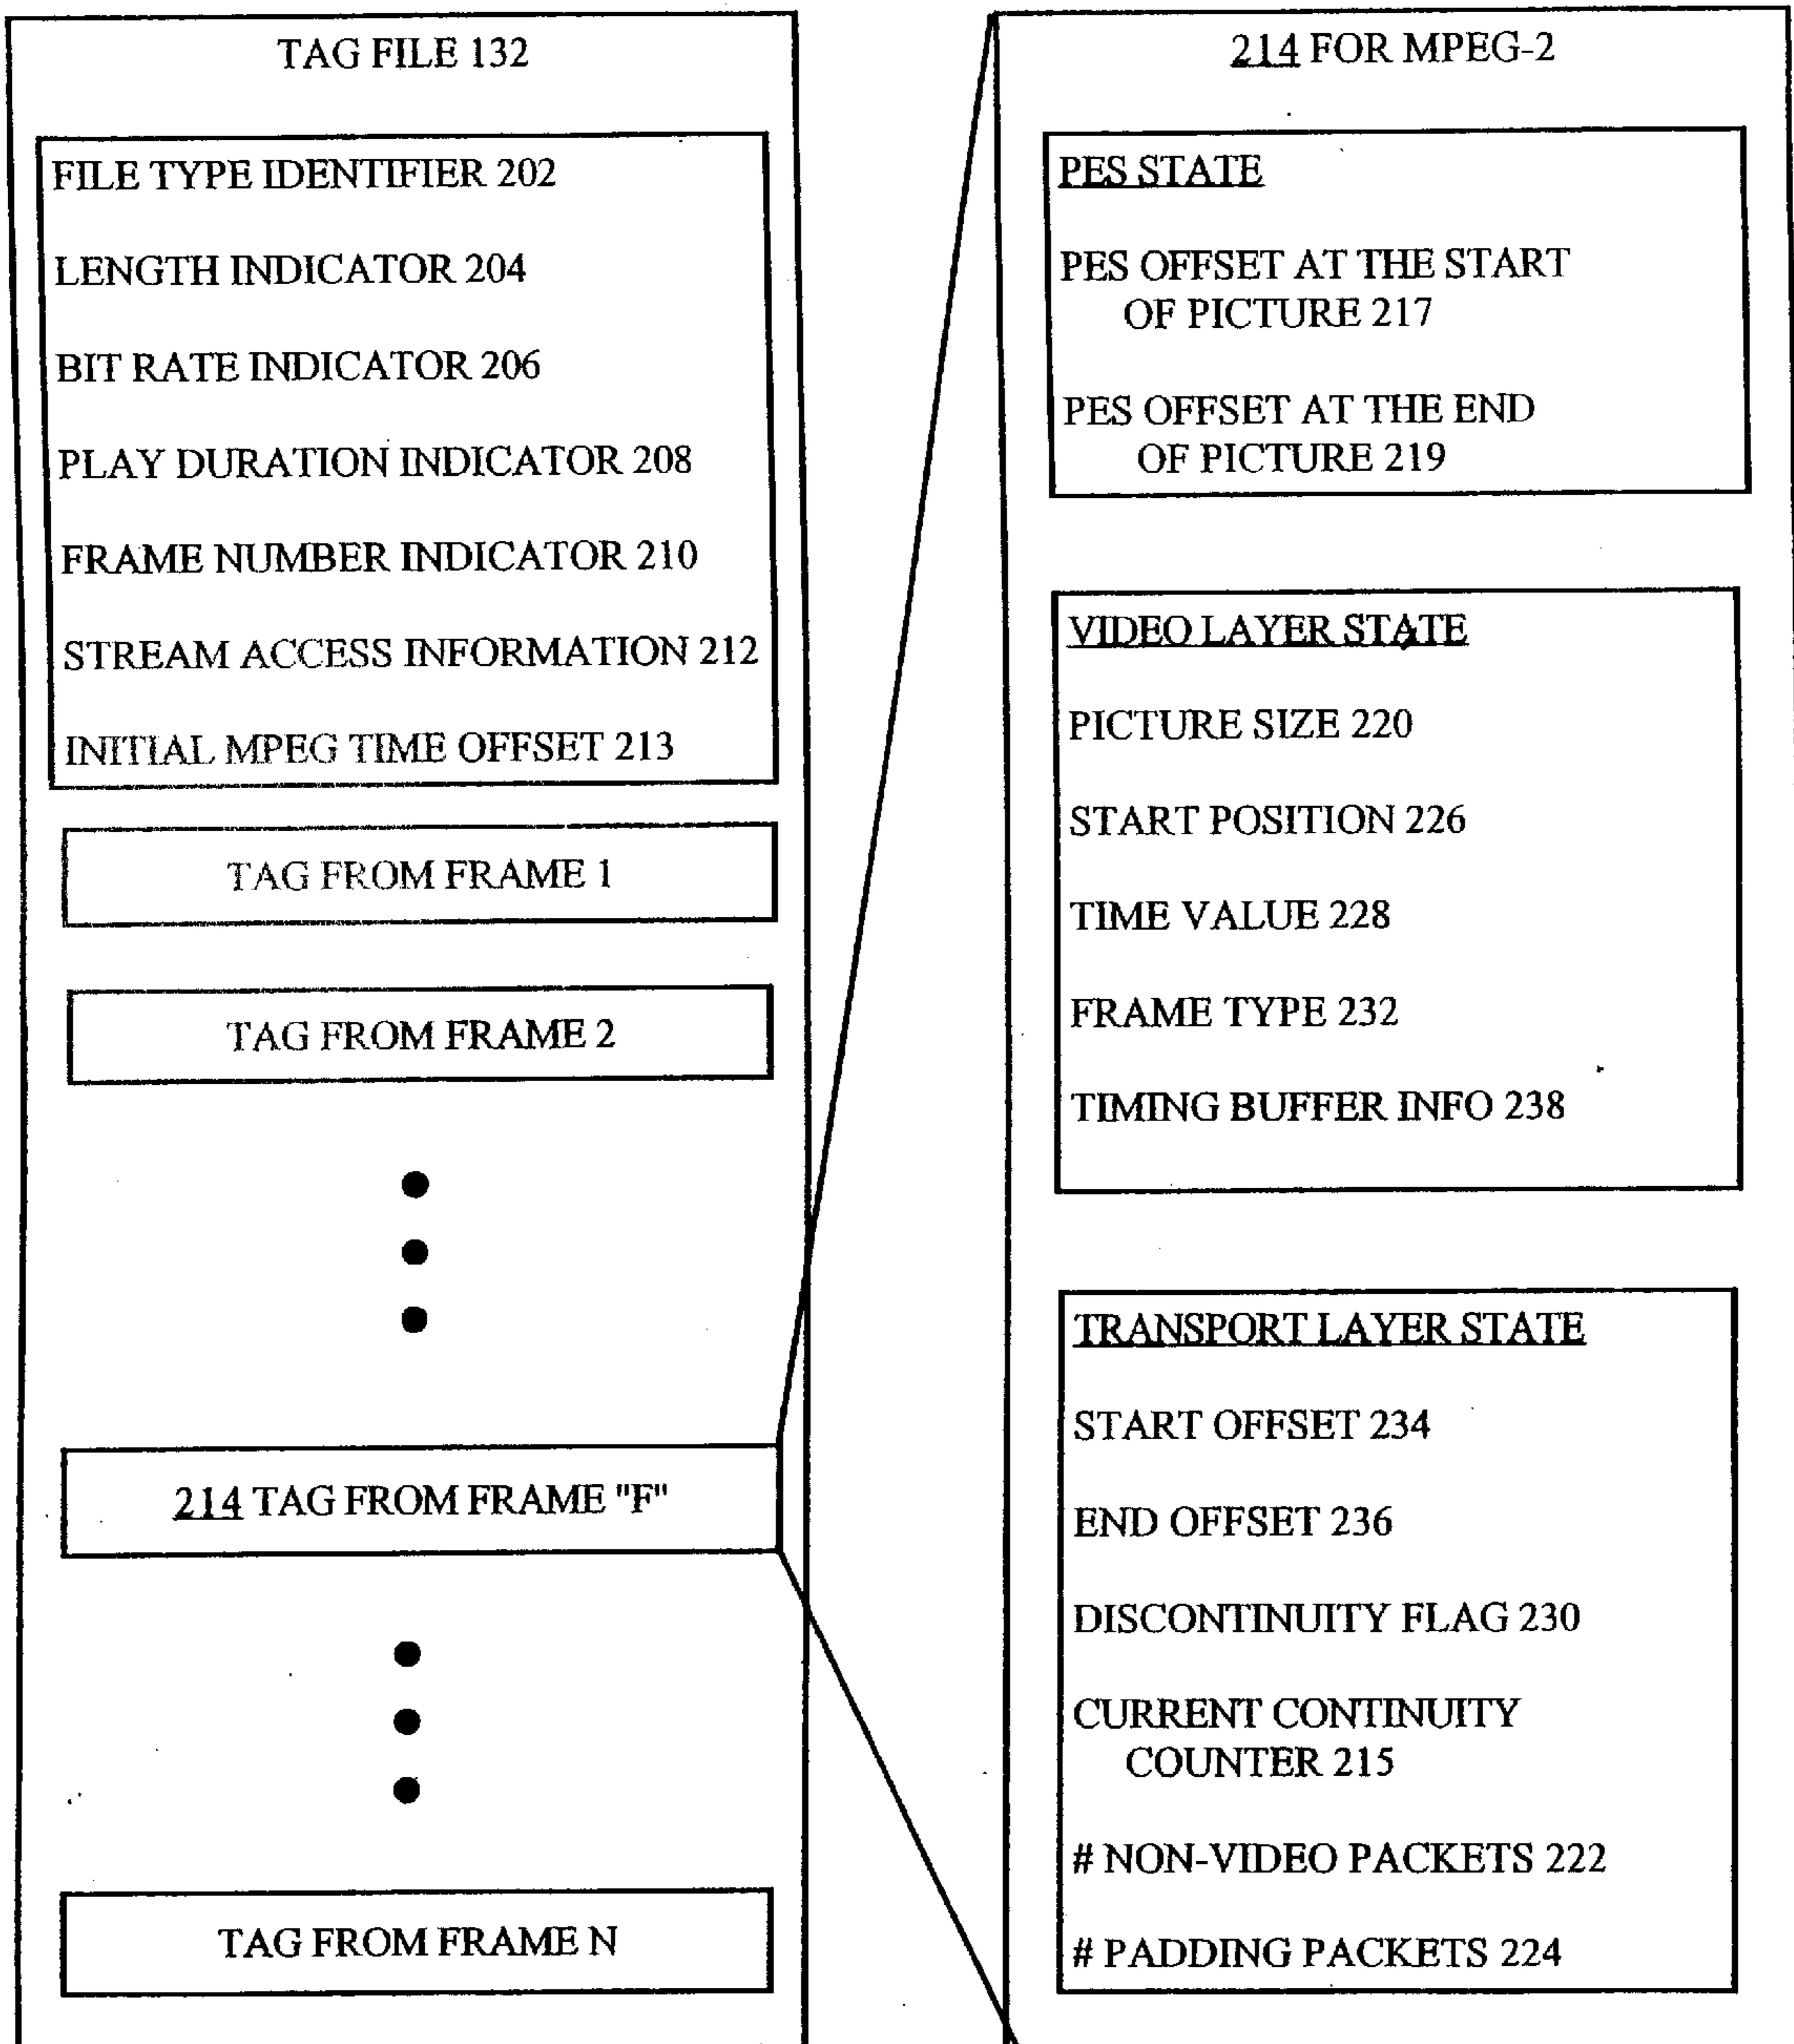 TAG FILE 132
FILE TYPE IDENTIFIER 202
LENGTH INDICATOR 204
BIT RATE INDICATOR 206
PLAY DURATION INDICATOR 208
FRAME NUMBER INDICATOR 210
STREAM ACCESS INFORMATION 212
INITIAL MPEG TIME OFFSET 213
TAG FROM FRAME 1
TAG FROM FRAME 2
214 TAG FROM FRAME "F"
TAG FROM FRAME N
214 FOR MPEG-2
PES STATE
PES OFFSET AT THE START
OF PICTURE 217
PES OFFSET AT THE END
OF PICTURE 219
VIDEO LAYER STATE
PICTURE SIZE 220
START POSITION 226
TIME VALUE 228
FRAME TYPE 232
TIMING BUFFER INFO 238
TRANSPORT LAYER STATE
START OFFSET 234
END OFFSET 236
DISCONTINUITY FLAG 230
CURRENT CONTINUITY
COUNTER 215
# NON-VIDEO PACKETS 222
# PADDING PACKETS 224